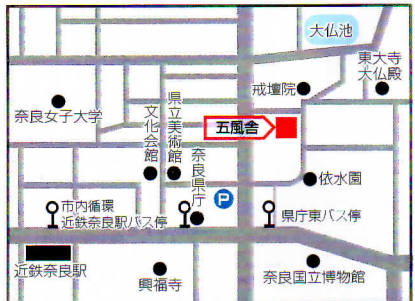 大仏池
東大寺
大仏殿
戒壇院
奈良女子大学
文化会館
県立美術館
五風舎
奈良県庁
依水園
P
市内循環
近鉄奈良駅バス停
県庁東バス停
近鉄奈良駅
興福寺
奈良国立博物館